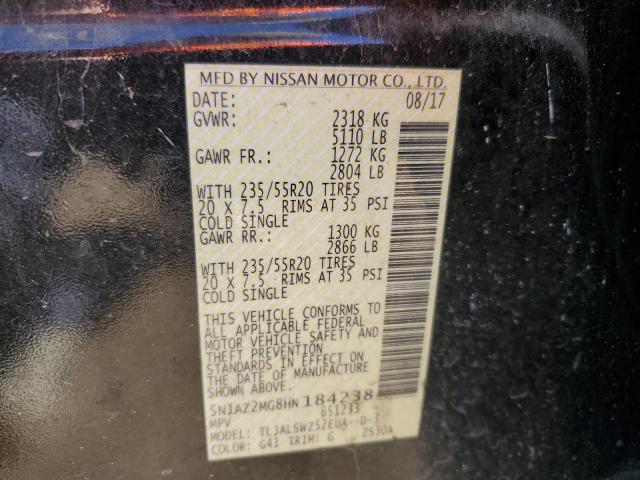 MFD BY NISSAN MOTOR CO., LTD.
DATE: 08/17
GVWR: 2318 KG
5110 LB
GAWR FR.: 1272 KG
2804 LB
WITH 235/55R20 TIRES
20 X 7.5 RIMS AT 35 PSI
COLD SINGLE
GAWR RR.: 1300 KG
2866 LB
WITH 235/55R20 TIRES
20 X 7.5 RIMS AT 35 PSI
COLD SINGLE
THIS VEHICLE CONFORMS TO
ALL APPLICABLE FEDERAL
MOTOR VEHICLE SAFETY AND
THEFT PREVENTION
STANDARDS IN EFFECT ON
THE DATE OF MANUFACTURE
SHOWN ABOVE.
5N1AZ2MG8HN184238
MPV 651233
MODEL: TLJALSWZ52EUA--D-3
COLOR: G41 TRIM: G Z530A